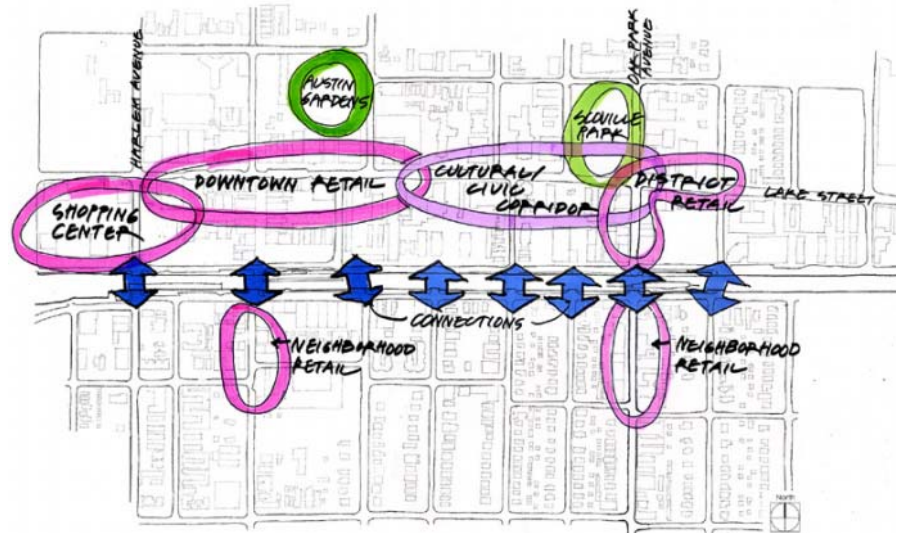 HARLEM AVENUE
AUSTIN
GARDENS
OAK PARK
AVENUE
SCOVILLE
PARK
DOWNTOWN RETAIL
CULTURAL/
CIVIC
CORRIDOR
DISTRICT
RETAIL
LAKE STREET
SHOPPING
CENTER
CONNECTIONS
NEIGHBORHOOD
RETAIL
NEIGHBORHOOD
RETAIL
North